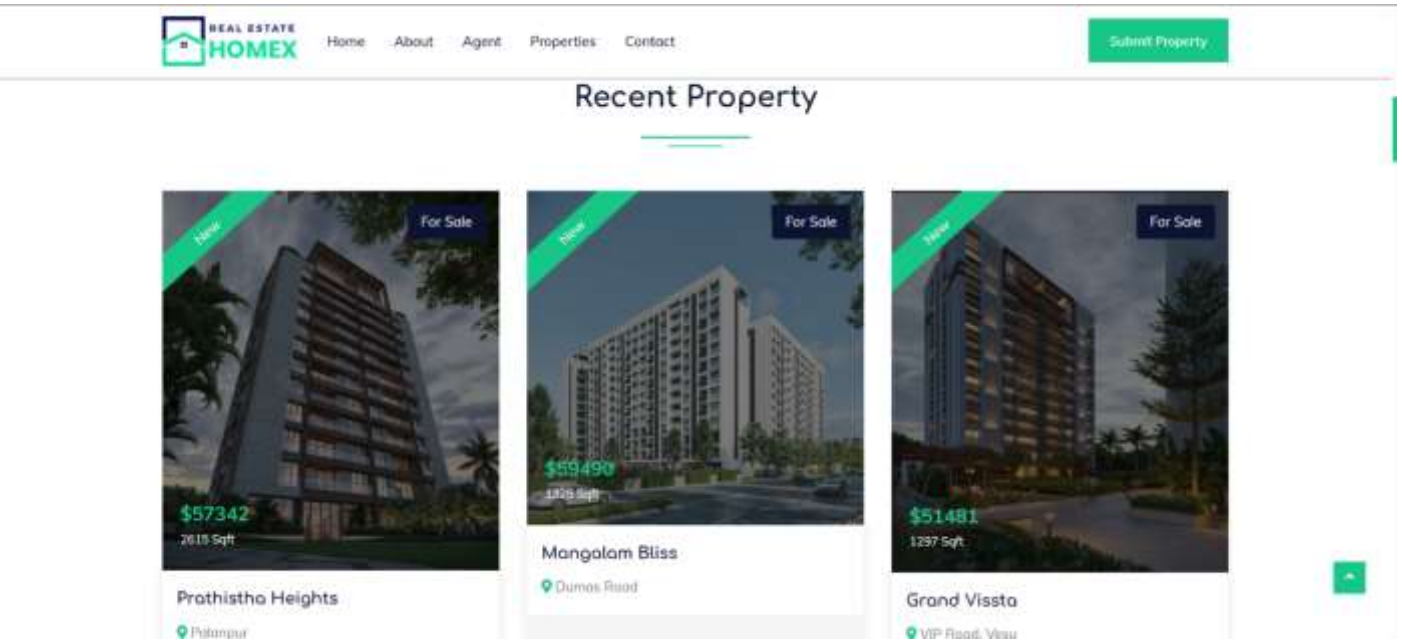 REAL ESTATE
HOMEX
Home About Agent Properties Contact
Submit Property
Recent Property
New
For Sale
$57342
2615 Sqft
Prathistha Heights
New
For Sale
$59490
Sqft
Mangalam Bliss
Dumas Road
New
For Sale
$51481
1297 Sqft
Grand Vissta
VIP Road, Vesu